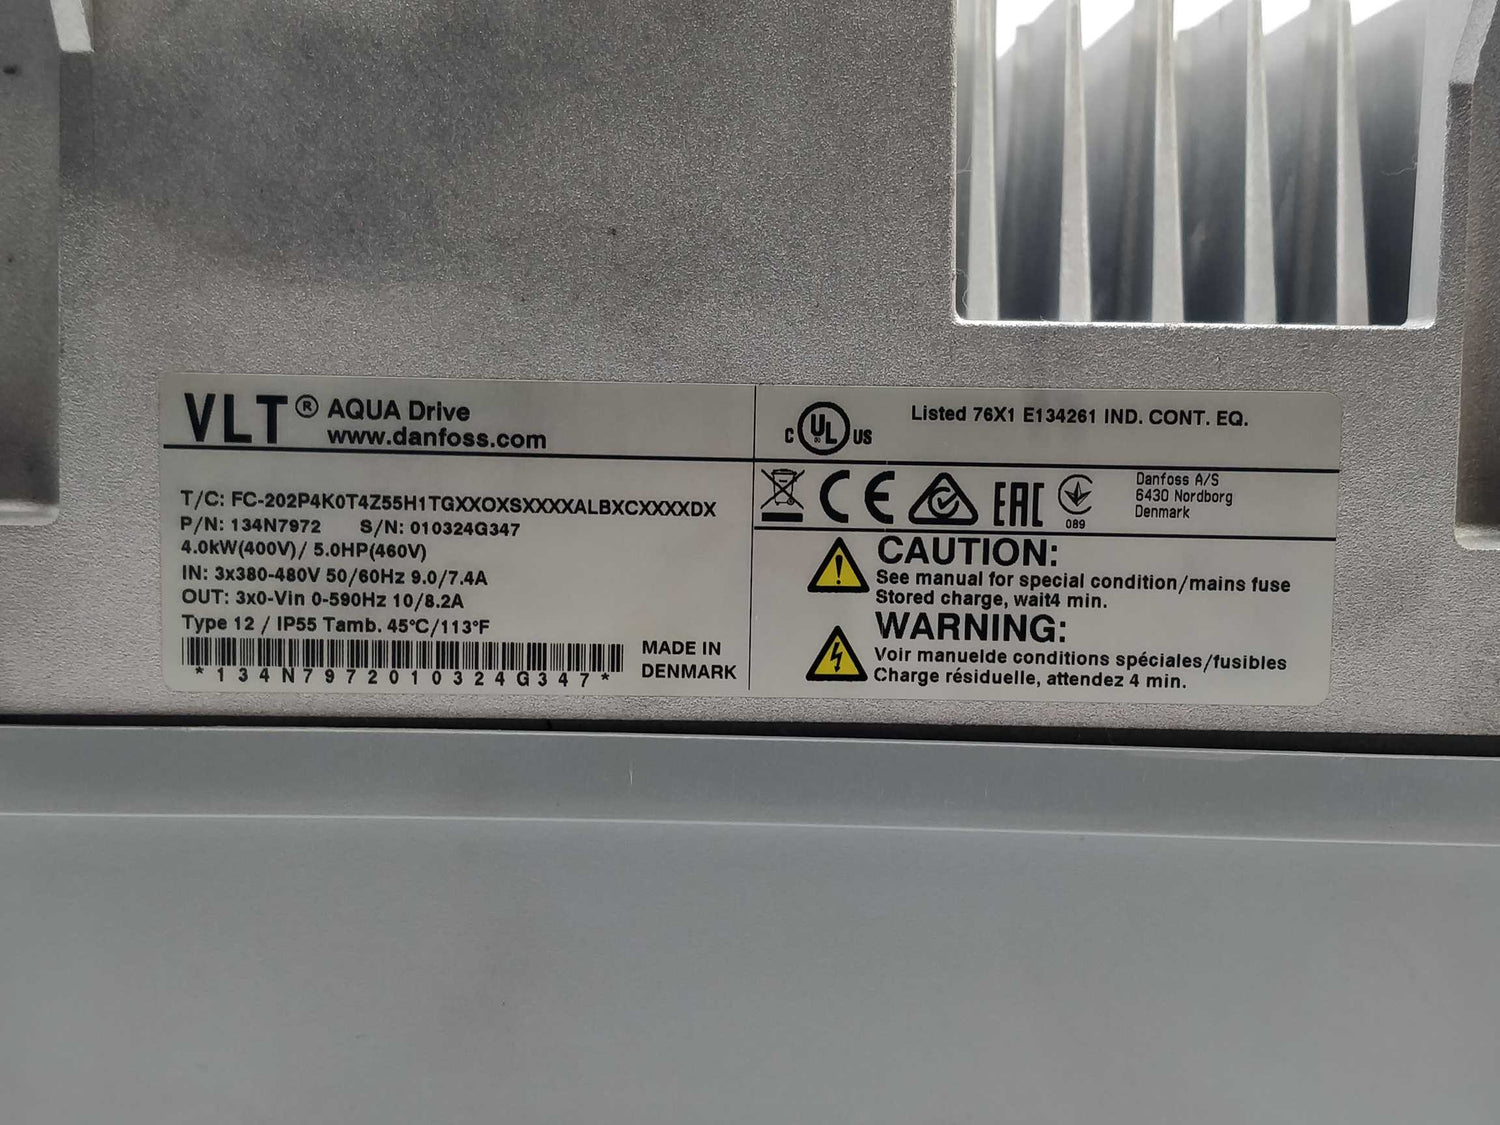 VLT® AQUA Drive
www.danfoss.com
T/C: FC-202P4K0T4Z55H1TGXXOXSXXXXALBXCXXXXDX
P/N: 134N7972 S/N: 010324G347
4.0kW(400V)/ 5.0HP(460V)
IN: 3x380-480V 50/60Hz 9.0/7.4A
OUT: 3x0-Vin 0-590Hz 10/8.2A
Type 12 / IP55 Tamb. 45°C/113°F
*134N7972010324G347*
MADE IN
DENMARK
C UL US
Listed 76X1 E134261 IND. CONT. EQ.
CE EAC
089
Danfoss A/S
6430 Nordborg
Denmark
CAUTION:
See manual for special condition/mains fuse
Stored charge, wait4 min.
WARNING:
Voir manuelde conditions spéciales/fusibles
Charge résiduelle, attendez 4 min.